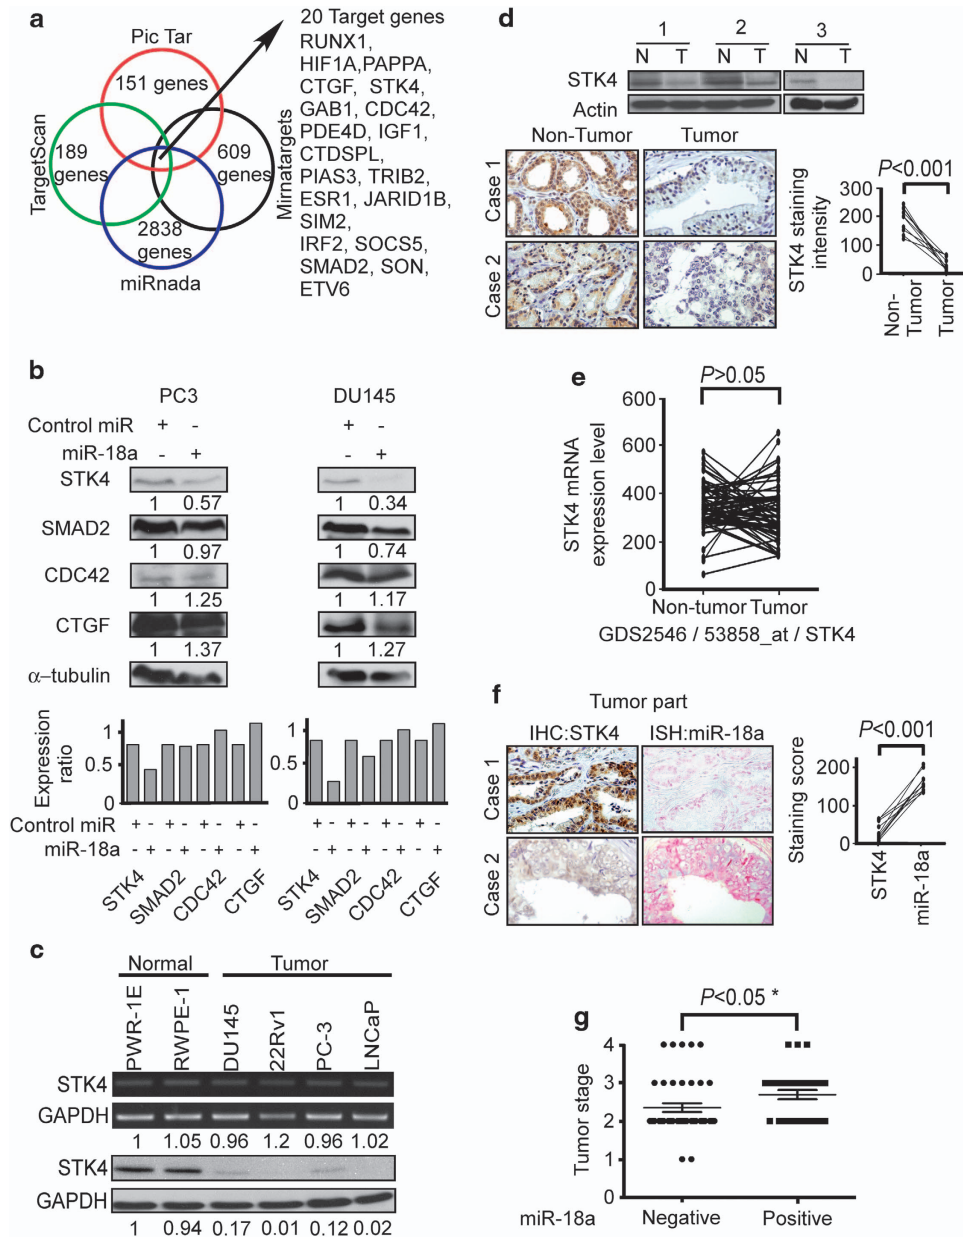 a
Pic Tar
151 genes
TargetScan
189
genes
609
genes
Mirnatargets
2838
genes
miRnada
20 Target genes
RUNX1,
HIF1A,PAPPA,
CTGF, STK4,
GAB1, CDC42,
PDE4D, IGF1,
CTDSPL,
PIAS3, TRIB2,
ESR1, JARID1B,
SIM2,
IRF2, SOCS5,
SMAD2, SON,
ETV6
b
PC3 DU145
Control miR + - + -
miR-18a - + - +
STK4
1 0.57 1 0.34
SMAD2
1 0.97 1 0.74
CDC42
1 1.25 1 1.17
CTGF
1 1.37 1 1.27
α–tubulin
Expression
ratio
1
0.5
0
1
0.5
0
Control miR + - + - + - + - + - + - + - + -
miR-18a - + - + - + - + - + - + - + - +
STK4 SMAD2 CDC42 CTGF STK4 SMAD2 CDC42 CTGF
c
Normal Tumor
PWR-1E RWPE-1 DU145 22Rv1 PC-3 LNCaP
STK4
GAPDH
1 1.05 0.96 1.2 0.96 1.02
STK4
GAPDH
1 0.94 0.17 0.01 0.12 0.02
d
1 2 3
N T N T N T
STK4
Actin
Non-Tumor Tumor
Case 1
Case 2
P<0.001
STK4 staining
intensity
300
200
100
0
Non-
Tumor
Tumor
e
P>0.05
STK4 mRNA
expression level
600
600
400
200
0
Non-tumor Tumor
GDS2546 / 53858_at / STK4
f
Tumor part
IHC:STK4 ISH:miR-18a
Case 1
Case 2
P<0.001
Staining score
200
100
0
STK4
miR-18a
g
P<0.05 *
Tumor stage
4
3
2
1
0
miR-18a Negative Positive